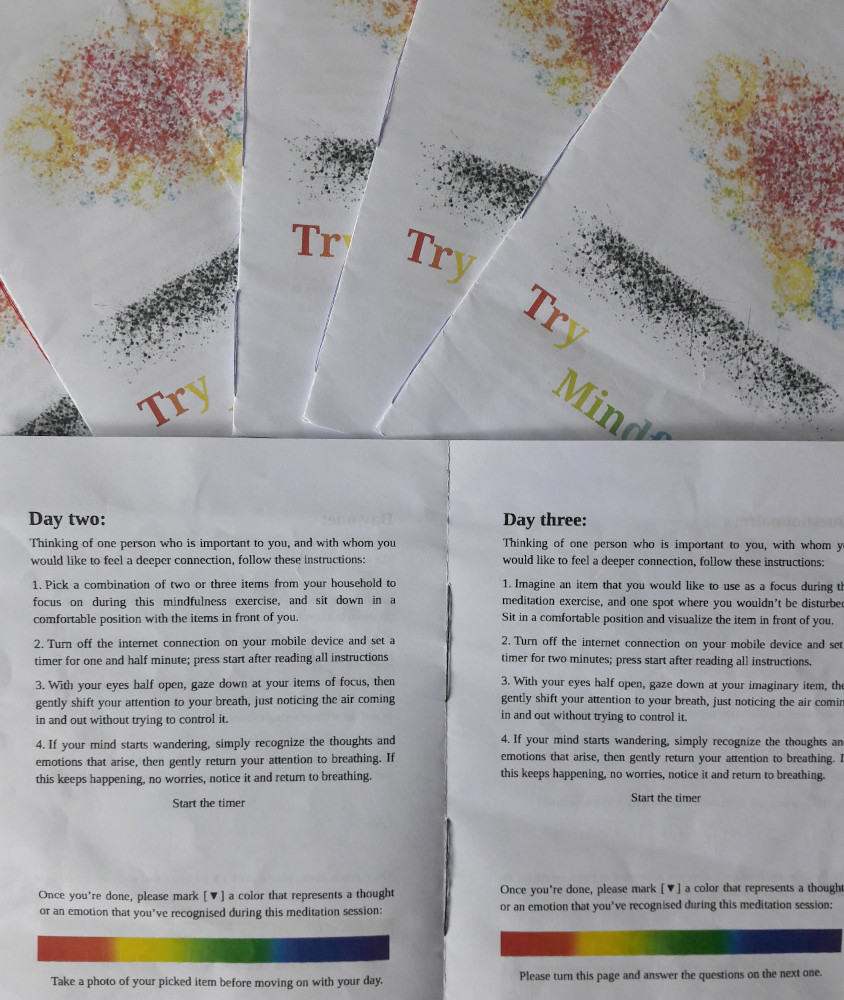 Try
Try
Try
Try
Mindf
Day two:
Thinking of one person who is important to you, and with whom you
would like to feel a deeper connection, follow these instructions:
1. Pick a combination of two or three items from your household to
focus on during this mindfulness exercise, and sit down in a
comfortable position with the items in front of you.
2. Turn off the internet connection on your mobile device and set a
timer for one and half minute; press start after reading all instructions
3. With your eyes half open, gaze down at your items of focus, then
gently shift your attention to your breath, just noticing the air coming
in and out without trying to control it.
4. If your mind starts wandering, simply recognize the thoughts and
emotions that arise, then gently return your attention to breathing. If
this keeps happening, no worries, notice it and return to breathing.
Start the timer
Once you're done, please mark [▼] a color that represents a thought
or an emotion that you've recognised during this meditation session:
Take a photo of your picked item before moving on with your day.
Day three:
Thinking of one person who is important to you, with whom y
would like to feel a deeper connection, follow these instructions:
1. Imagine an item that you would like to use as a focus during th
meditation exercise, and one spot where you wouldn't be disturbe
Sit in a comfortable position and visualize the item in front of you.
2. Turn off the internet connection on your mobile device and set
timer for two minutes; press start after reading all instructions.
3. With your eyes half open, gaze down at your imaginary item, the
gently shift your attention to your breath, just noticing the air comin
in and out without trying to control it.
4. If your mind starts wandering, simply recognize the thoughts an
emotions that arise, then gently return your attention to breathing. I
this keeps happening, no worries, notice it and return to breathing.
Start the timer
Once you're done, please mark [▼] a color that represents a thought
or an emotion that you've recognised during this meditation session:
Please turn this page and answer the questions on the next one.